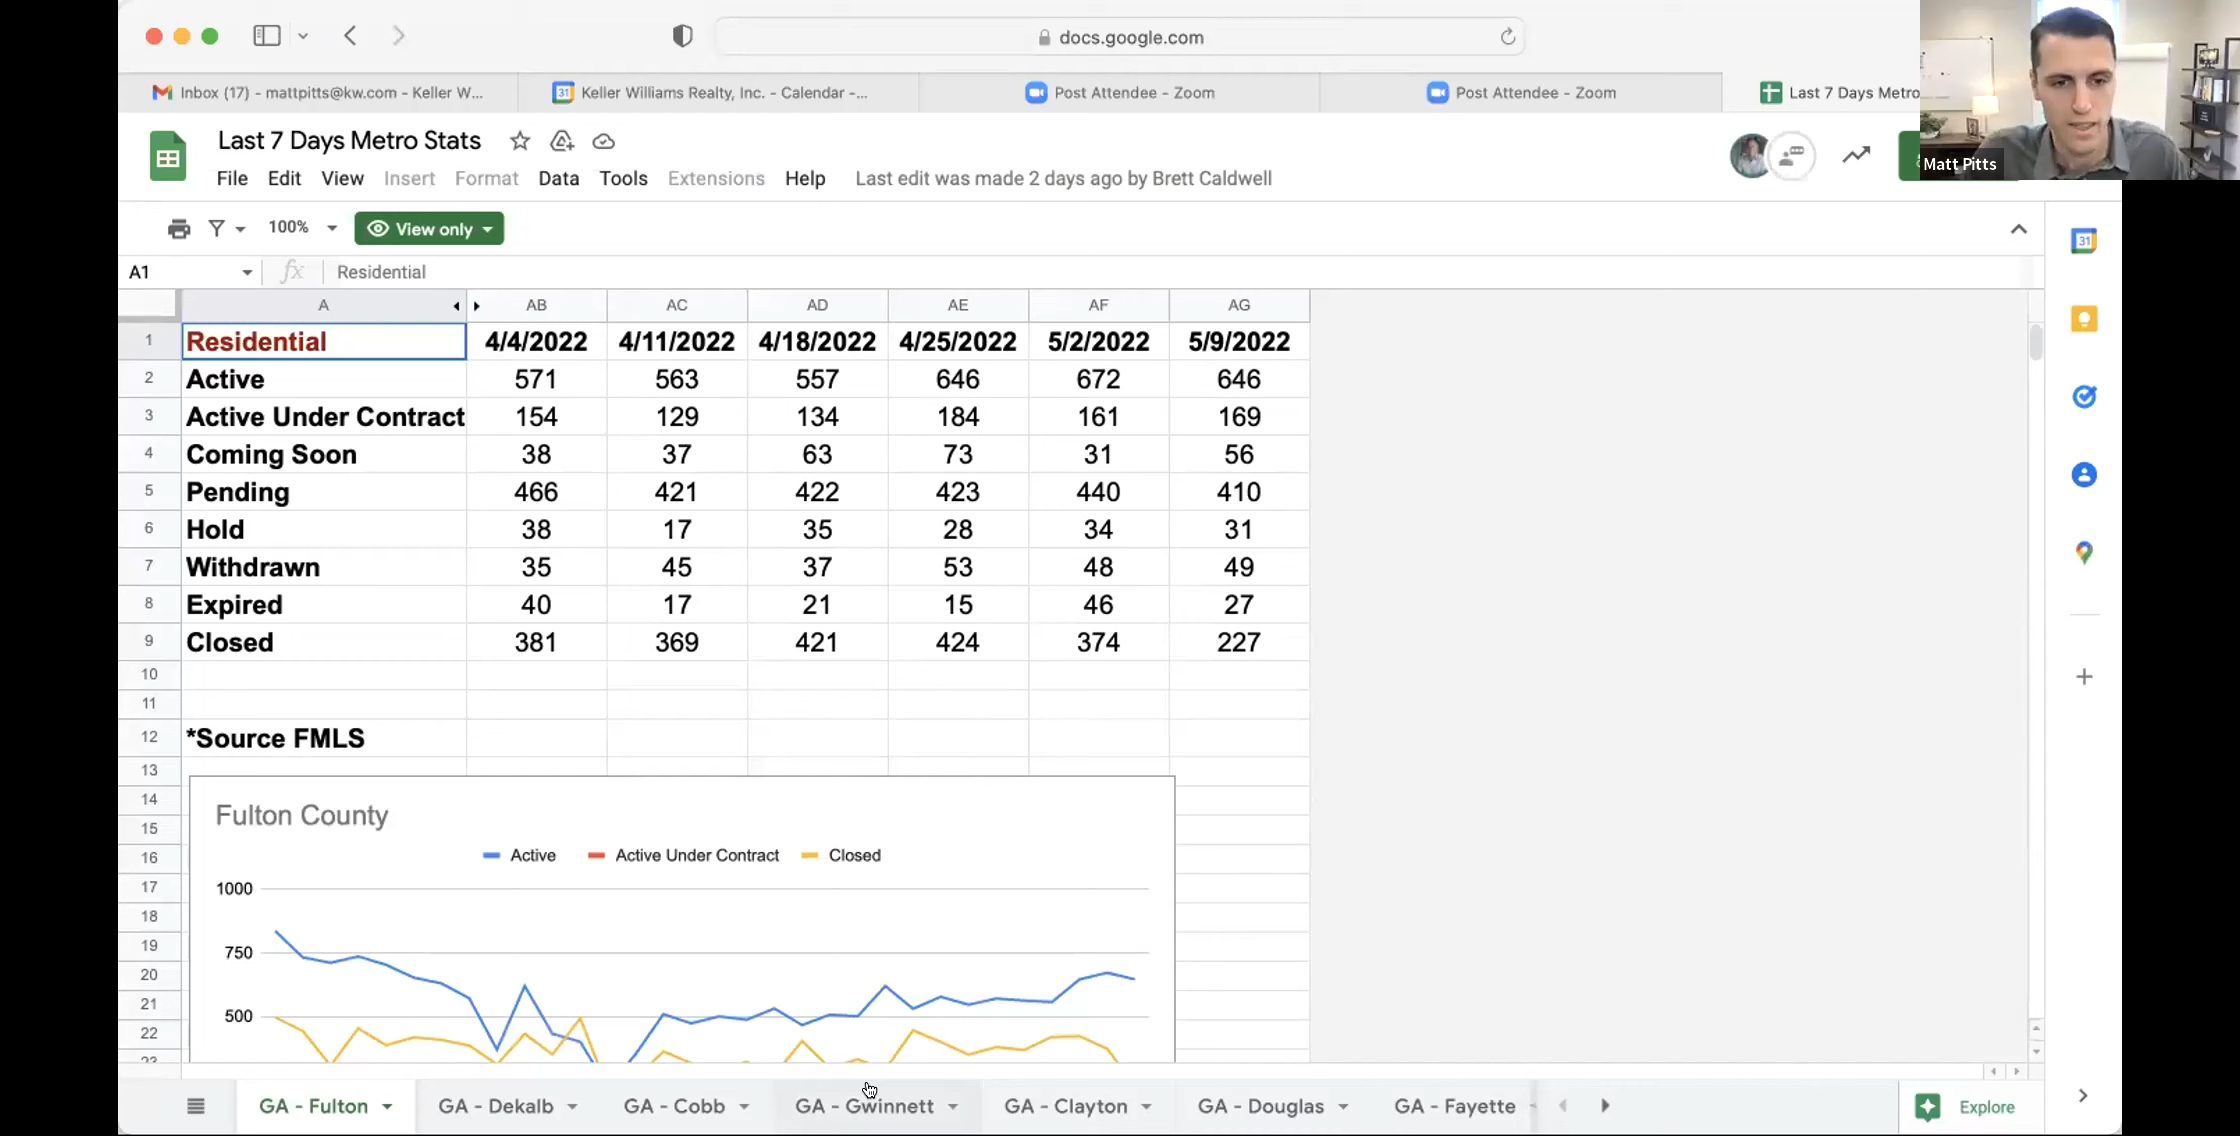 docs.google.com
Inbox (17) - mattpitts@kw.com - Keller W...
31 Keller Williams Realty, Inc. - Calendar -...
Post Attendee - Zoom
Post Attendee - Zoom
Last 7 Days Metro
Matt Pitts
Last 7 Days Metro Stats
File Edit View Insert Format Data Tools Extensions Help Last edit was made 2 days ago by Brett Caldwell
100% View only
31
A1 fx Residential
A AB AC AD AE AF AG
1 Residential 4/4/2022 4/11/2022 4/18/2022 4/25/2022 5/2/2022 5/9/2022
2 Active 571 563 557 646 672 646
3 Active Under Contract 154 129 134 184 161 169
4 Coming Soon 38 37 63 73 31 56
5 Pending 466 421 422 423 440 410
6 Hold 38 17 35 28 34 31
7 Withdrawn 35 45 37 53 48 49
8 Expired 40 17 21 15 46 27
9 Closed 381 369 421 424 374 227
10
11
12 *Source FMLS
13
14
15
16
17
18
19
20
21
22
23
Fulton County
Active Active Under Contract Closed
1000
750
500
GA - Fulton GA - Dekalb GA - Cobb GA - Gwinnett GA - Clayton GA - Douglas GA - Fayette
Explore